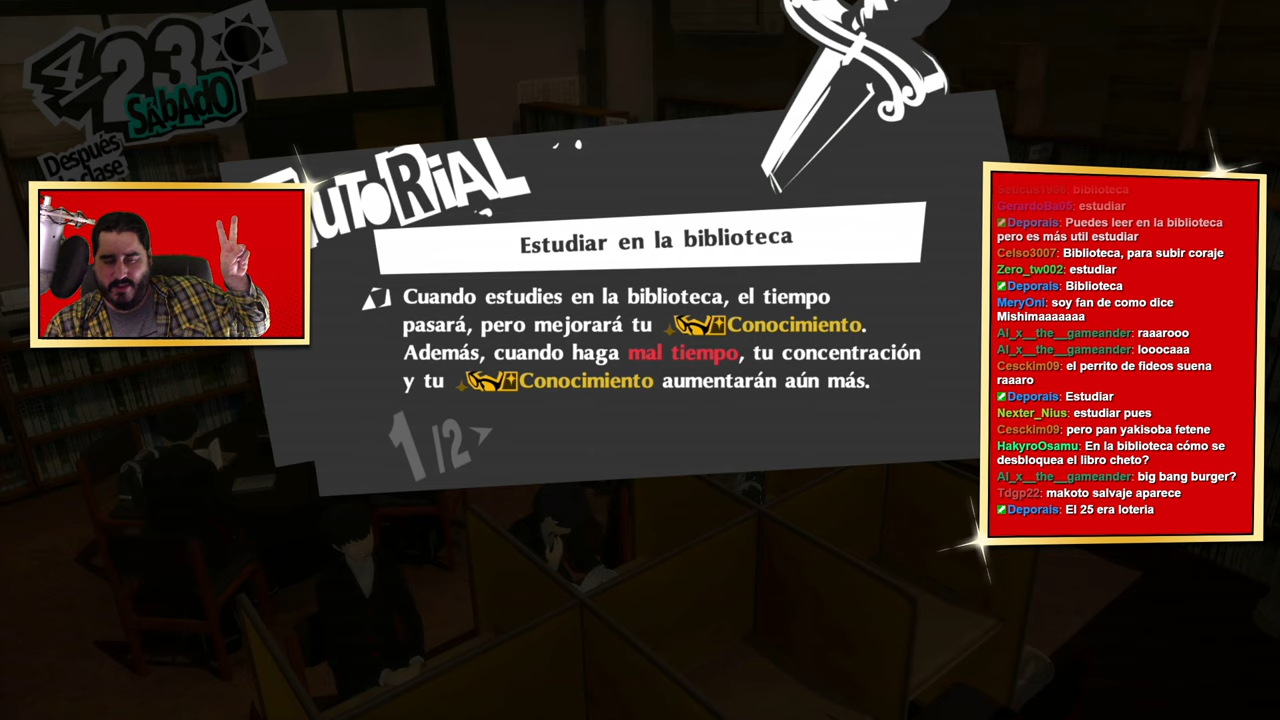 4/23
SábAdO
Después
de clase
TUTORiAL
Estudiar en la biblioteca
Cuando estudies en la biblioteca, el tiempo
pasará, pero mejorará tu Conocimiento.
Además, cuando haga mal tiempo, tu concentración
y tu Conocimiento aumentarán aún más.
1/2
Seucus1996: biblioteca
GerardoBa05: estudiar
Deporais: Puedes leer en la biblioteca
pero es más util estudiar
Celso3007: Biblioteca, para subir coraje
Zero_tw002: estudiar
Deporais: Biblioteca
MeryOni: soy fan de como dice
Mishimaaaaaaa
Al_x__the__gameander: raaarooo
Al_x__the__gameander: looocaaa
Cesckim09: el perrito de fideos suena
raaaro
Deporais: Estudiar
Nexter_Nius: estudiar pues
Cesckim09: pero pan yakisoba fetene
HakyroOsamu: En la biblioteca cómo se
desbloquea el libro cheto?
Al_x__the__gameander: big bang burger?
Tdgp22: makoto salvaje aparece
Deporais: El 25 era loteria